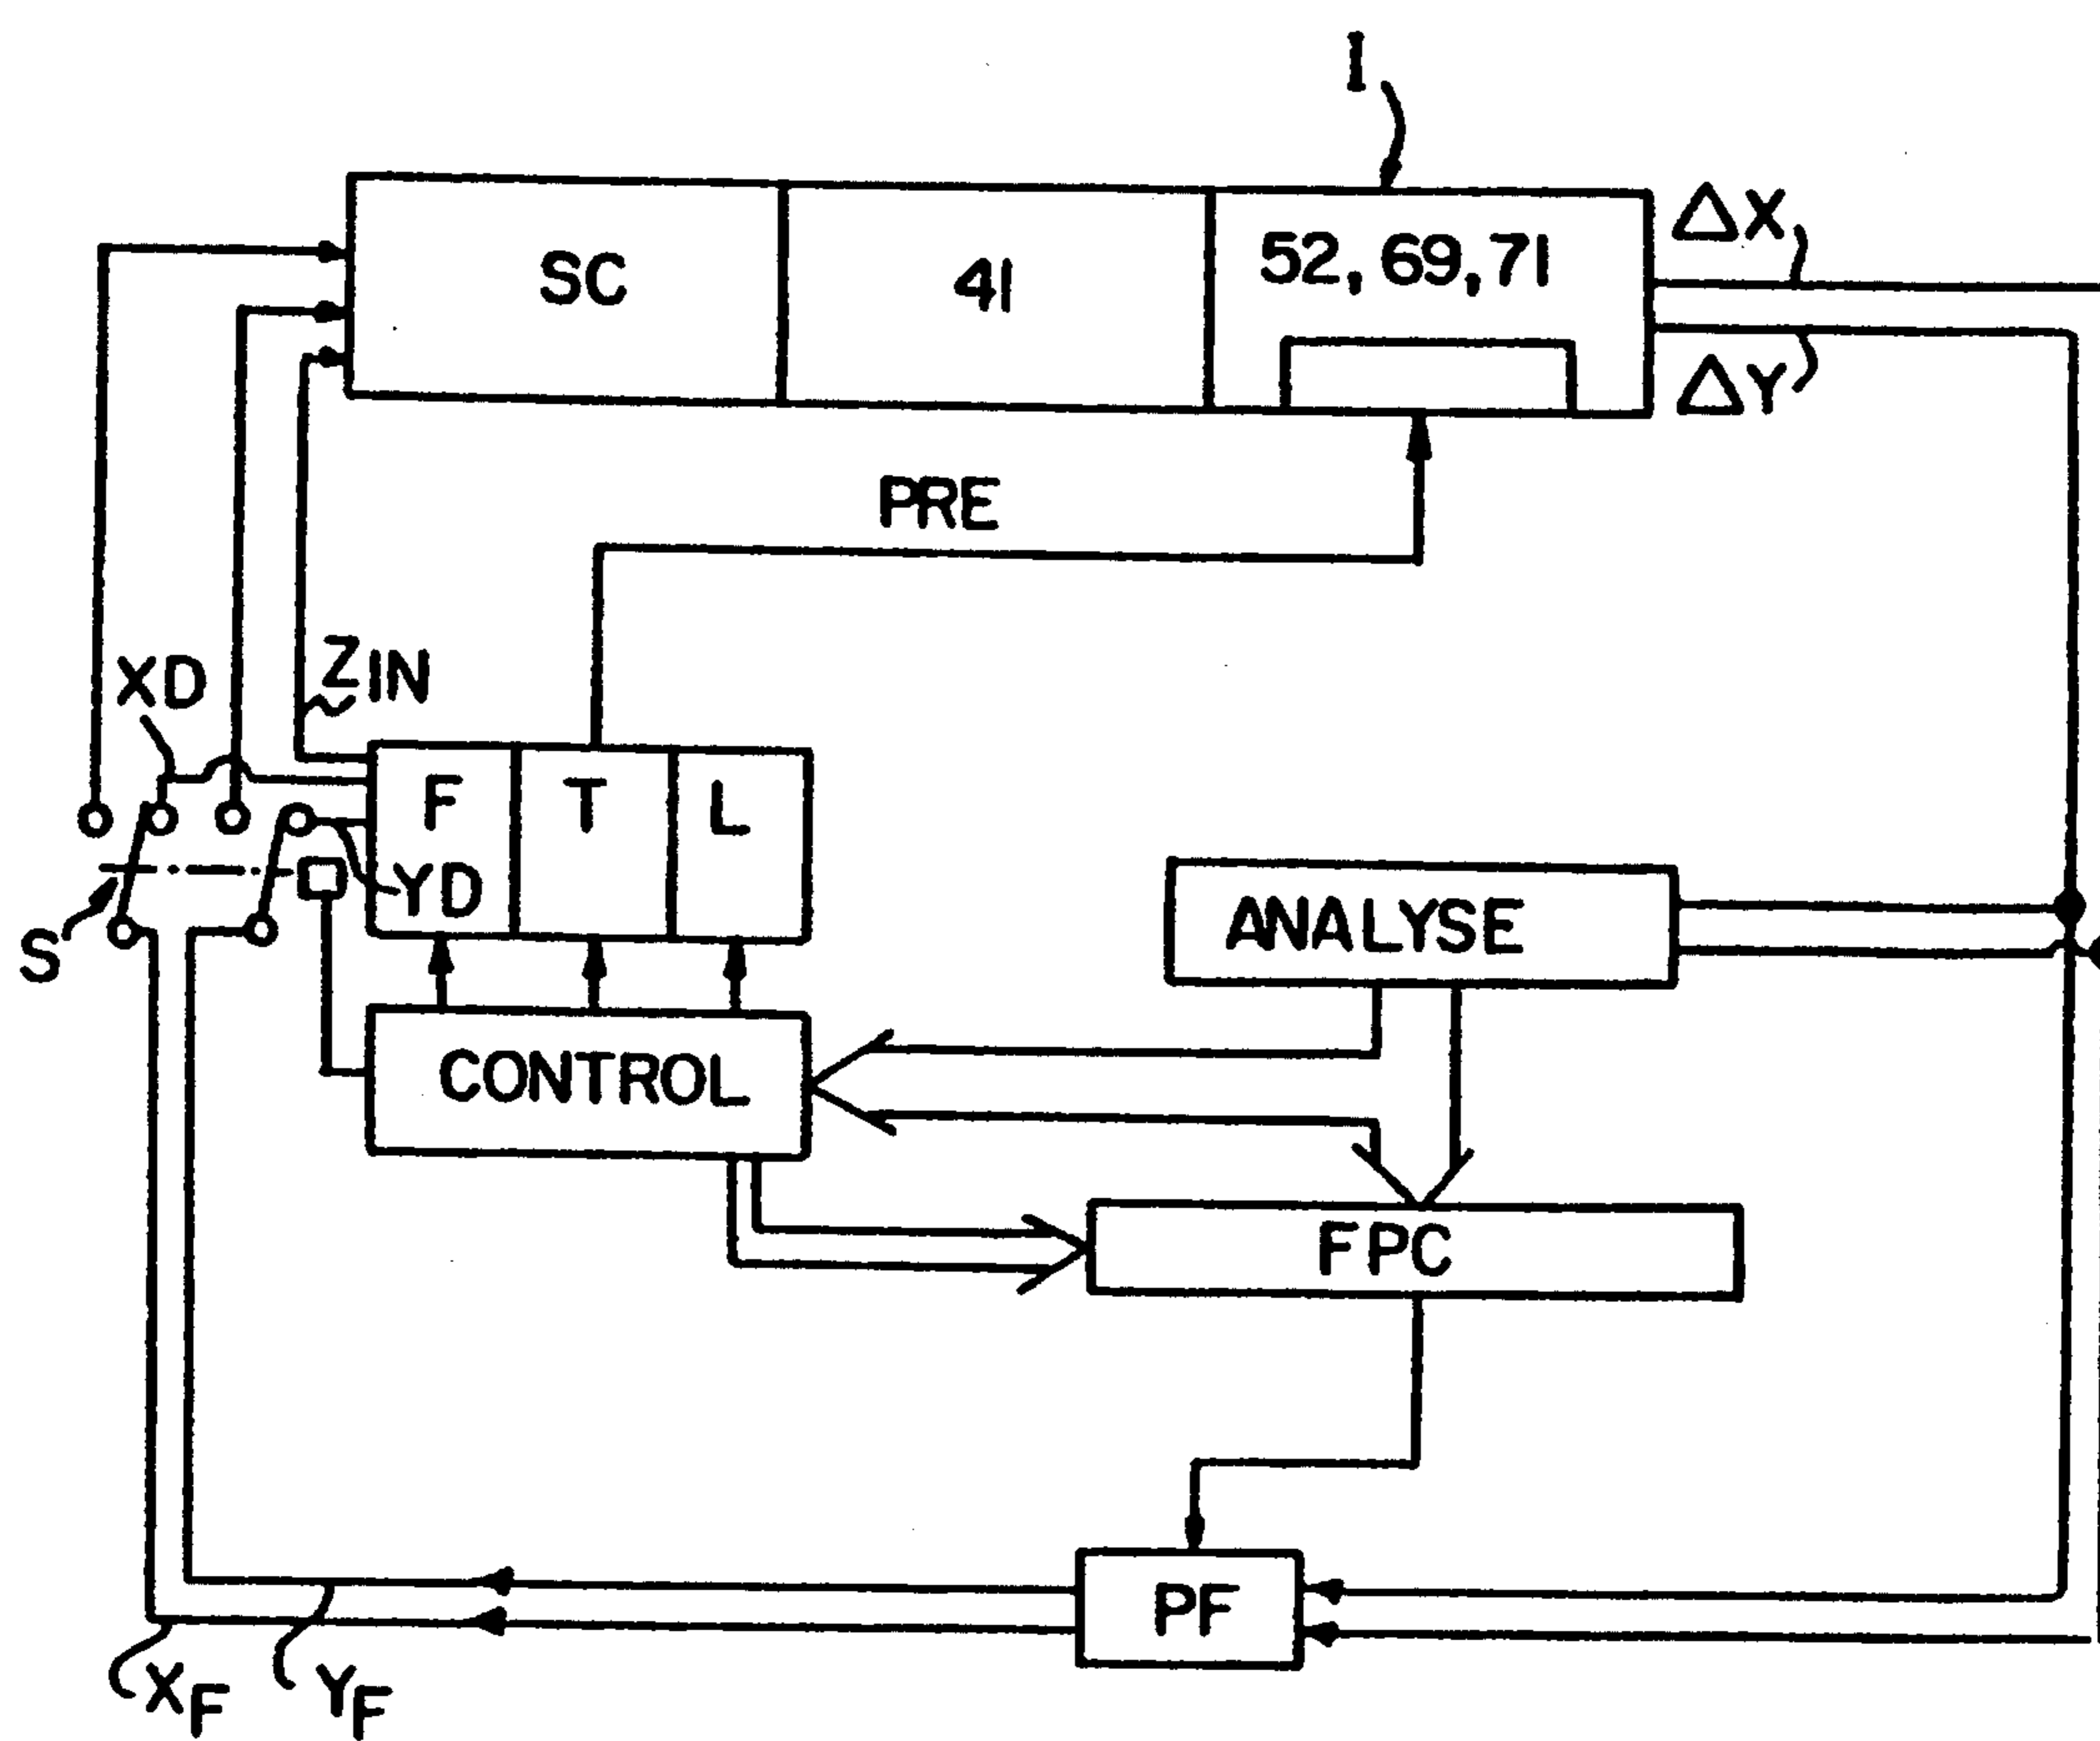 I
SC
41
52, 69, 71
ΔX
ΔY
PRE
XD
ZIN
F
T
L
YD
S
ANALYSE
CONTROL
FPC
PF
XF
YF